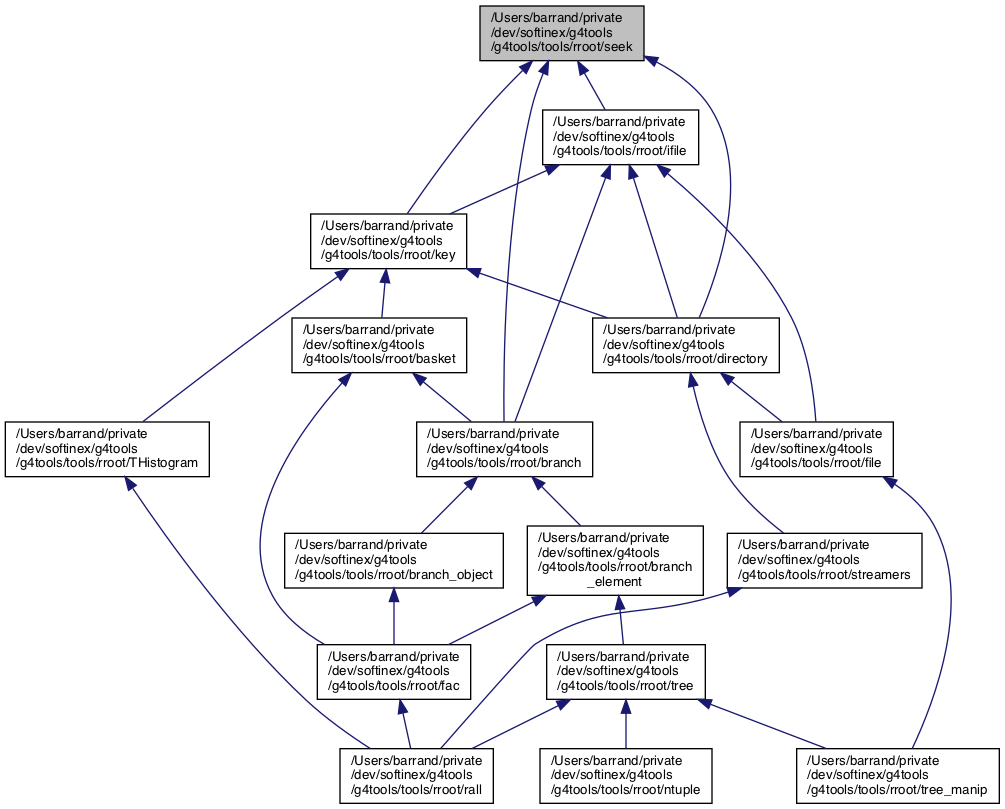 /Users/barrand/private
/dev/softinex/g4tools
/g4tools/tools/rroot/seek
/Users/barrand/private
/dev/softinex/g4tools
/g4tools/tools/rroot/ifile
/Users/barrand/private
/dev/softinex/g4tools
/g4tools/tools/rroot/key
/Users/barrand/private
/dev/softinex/g4tools
/g4tools/tools/rroot/basket
/Users/barrand/private
/dev/softinex/g4tools
/g4tools/tools/rroot/directory
/Users/barrand/private
/dev/softinex/g4tools
/g4tools/tools/rroot/THistogram
/Users/barrand/private
/dev/softinex/g4tools
/g4tools/tools/rroot/branch
/Users/barrand/private
/dev/softinex/g4tools
/g4tools/tools/rroot/file
/Users/barrand/private
/dev/softinex/g4tools
/g4tools/tools/rroot/branch_object
/Users/barrand/private
/dev/softinex/g4tools
/g4tools/tools/rroot/branch
_element
/Users/barrand/private
/dev/softinex/g4tools
/g4tools/tools/rroot/streamers
/Users/barrand/private
/dev/softinex/g4tools
/g4tools/tools/rroot/fac
/Users/barrand/private
/dev/softinex/g4tools
/g4tools/tools/rroot/tree
/Users/barrand/private
/dev/softinex/g4tools
/g4tools/tools/rroot/rall
/Users/barrand/private
/dev/softinex/g4tools
/g4tools/tools/rroot/ntuple
/Users/barrand/private
/dev/softinex/g4tools
/g4tools/tools/rroot/tree_manip